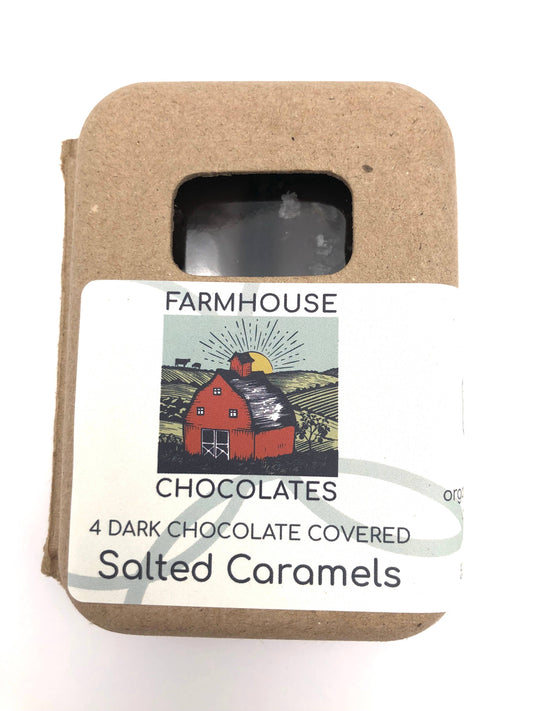 FARMHOUSE
CHOCOLATES
4 DARK CHOCOLATE COVERED
Salted Caramels